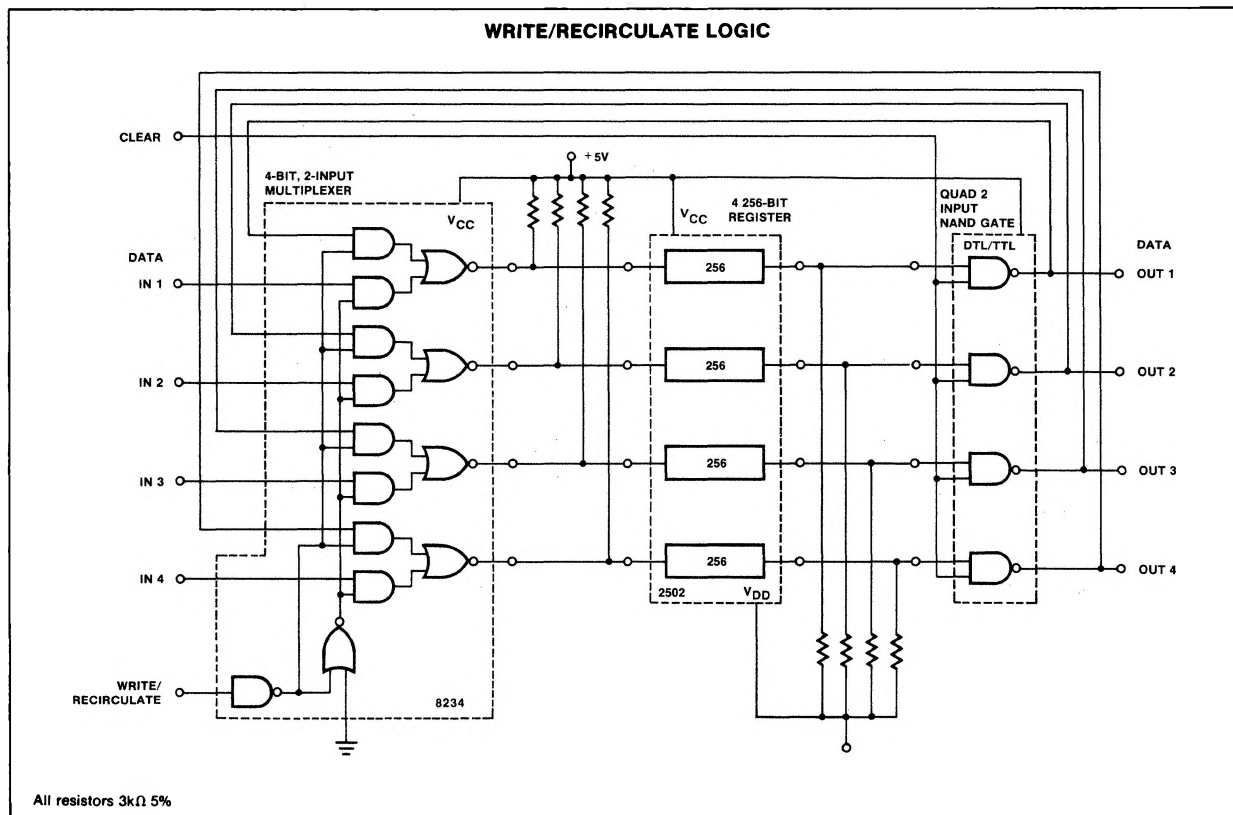 WRITE/RECIRCULATE LOGIC
CLEAR
+5V
4-BIT, 2-INPUT
MULTIPLEXER
VCC
4 256-BIT
REGISTER
VCC
QUAD 2
INPUT
NAND GATE
DTL/TTL
DATA
DATA
IN 1
256
OUT 1
IN 2
256
OUT 2
IN 3
256
OUT 3
IN 4
256
OUT 4
2502
VDD
WRITE/
RECIRCULATE
8234
All resistors 3kΩ 5%